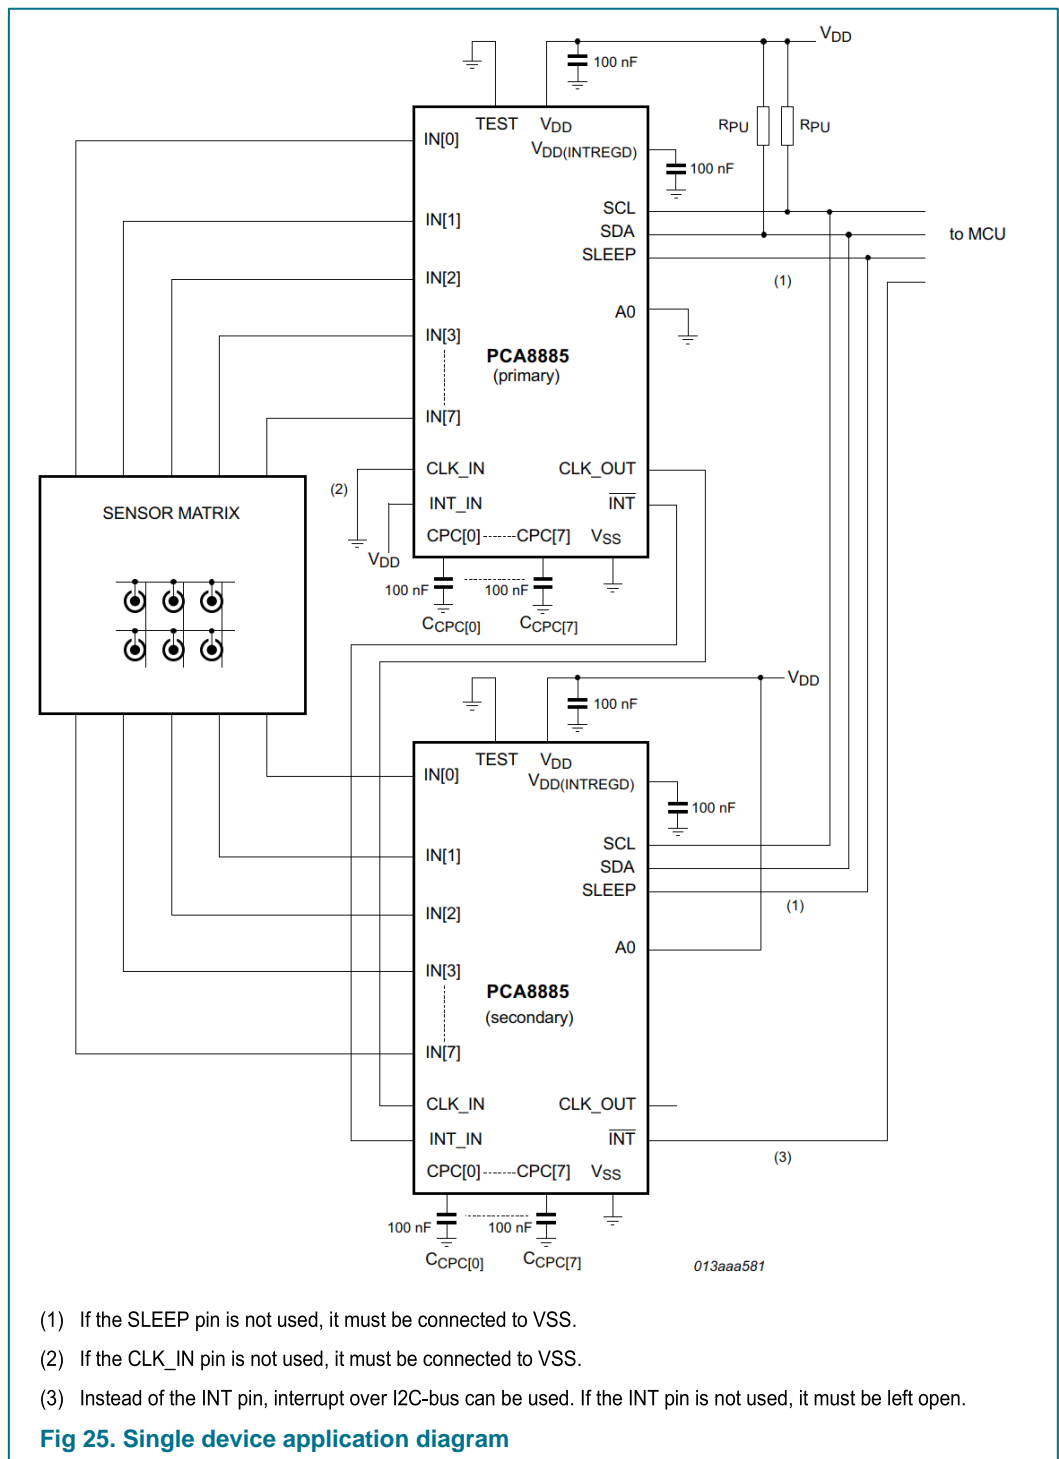 VDD
100 nF
TEST VDD
RPU RPU
IN[0]
VDD(INTREGD)
100 nF
SCL
IN[1]
SDA
to MCU
SLEEP
IN[2]
(1)
A0
IN[3]
PCA8885
(primary)
IN[7]
CLK_IN CLK_OUT
(2)
INT_IN INT
SENSOR MATRIX
CPC[0] CPC[7] VSS
VDD
100 nF 100 nF
CCPC[0] CCPC[7]
VDD
100 nF
TEST VDD
IN[0]
VDD(INTREGD)
100 nF
SCL
IN[1]
SDA
SLEEP
(1)
IN[2]
A0
IN[3]
PCA8885
(secondary)
IN[7]
CLK_IN CLK_OUT
INT_IN INT
(3)
CPC[0] CPC[7] VSS
100 nF 100 nF
CCPC[0] CCPC[7]
013aaa581
(1) If the SLEEP pin is not used, it must be connected to VSS.
(2) If the CLK_IN pin is not used, it must be connected to VSS.
(3) Instead of the INT pin, interrupt over I2C-bus can be used. If the INT pin is not used, it must be left open.
Fig 25. Single device application diagram